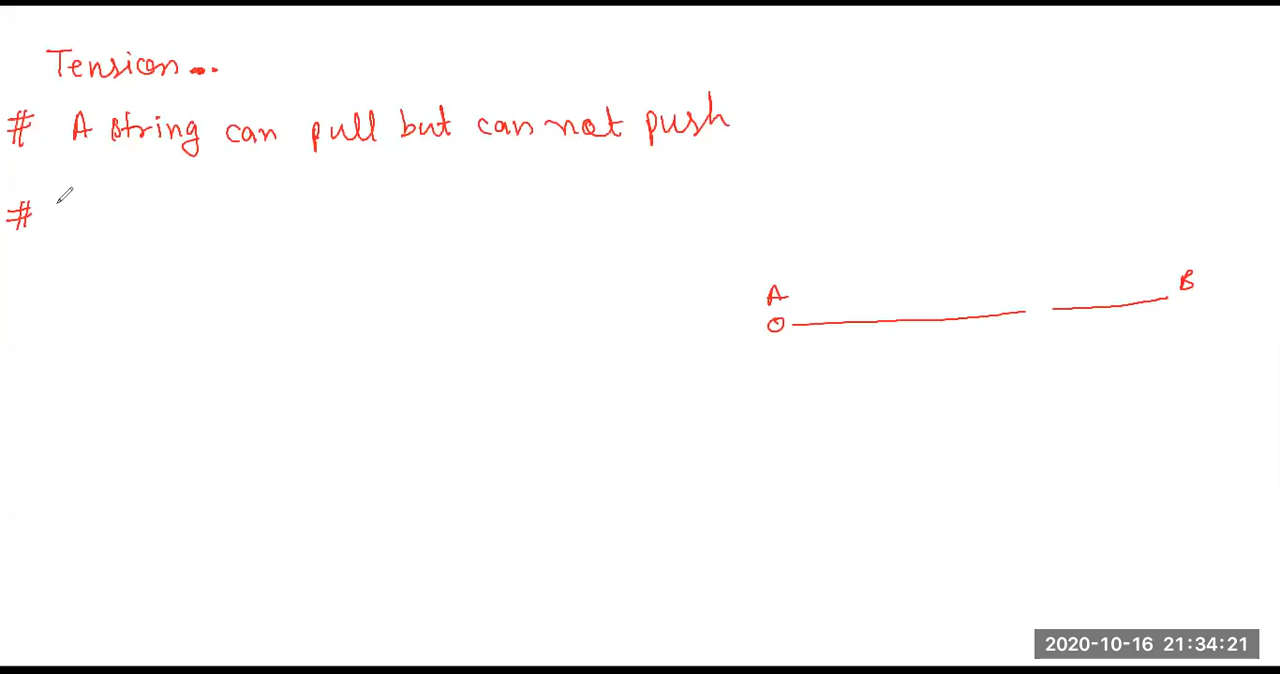 Tension...
# A string can pull but can not push
#
A
B
2020-10-16 21:34:21